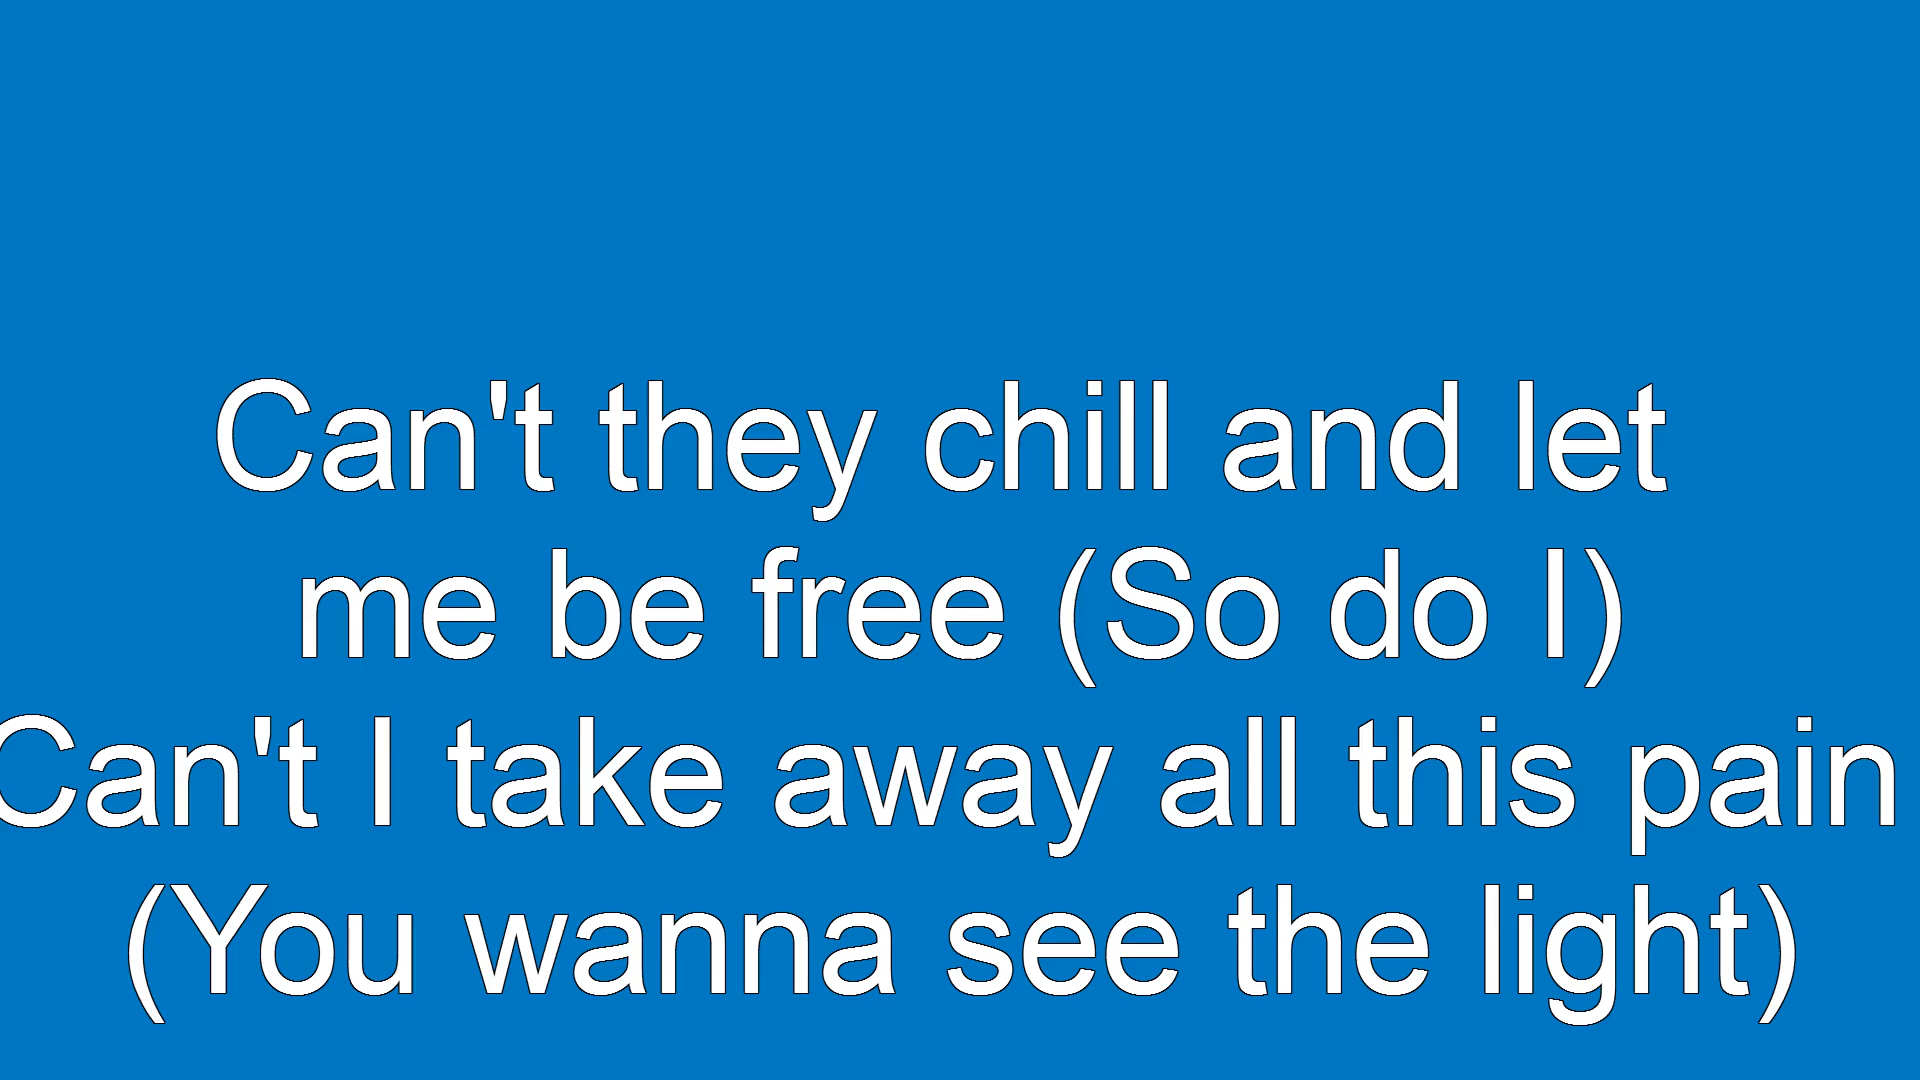 Can't they chill and let
me be free (So do I)
Can't I take away all this pain
(You wanna see the light)